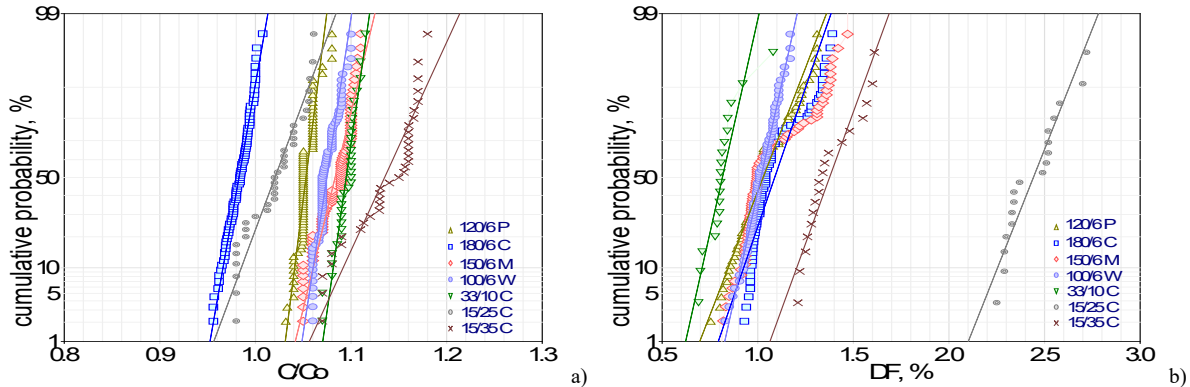 99
50
10
5
1
cumulative probability, %
120/6 P
180/6 C
150/6 M
100/6 W
33/10 C
15/25 C
15/35 C
0.8 0.9 1.0 1.1 1.2 1.3
C/Co
a)
99
50
10
5
1
cumulative probability, %
120/6 P
180/6 C
150/6 M
100/6 W
33/10 C
15/25 C
15/35 C
0.5 1.0 1.5 2.0 2.5 3.0
DF, %
b)